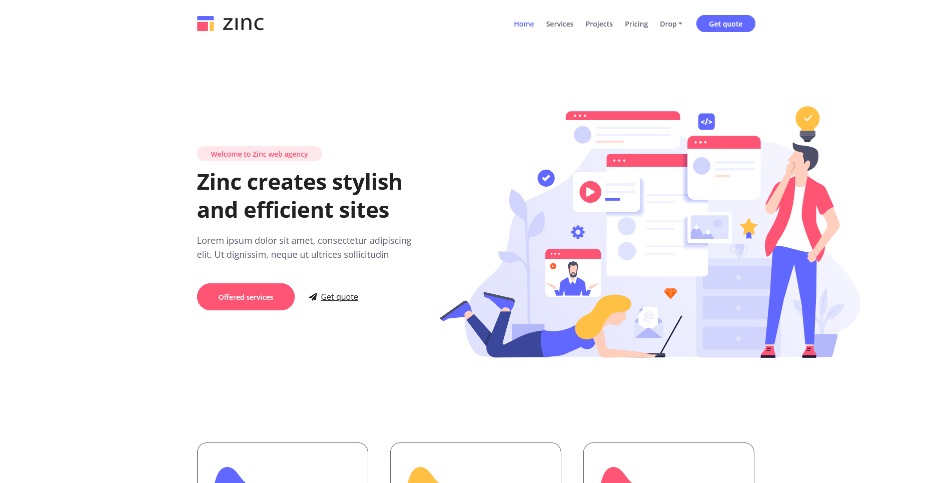 ZINC
Home
Services
Projects
Pricing
Drop
Get quote
Welcome to Zinc web agency
Zinc creates stylish
and efficient sites
Lorem ipsum dolor sit amet, consectetur adipiscing
elit. Ut dignissim, neque ut ultrices sollicitudin
Offered services
Get quote